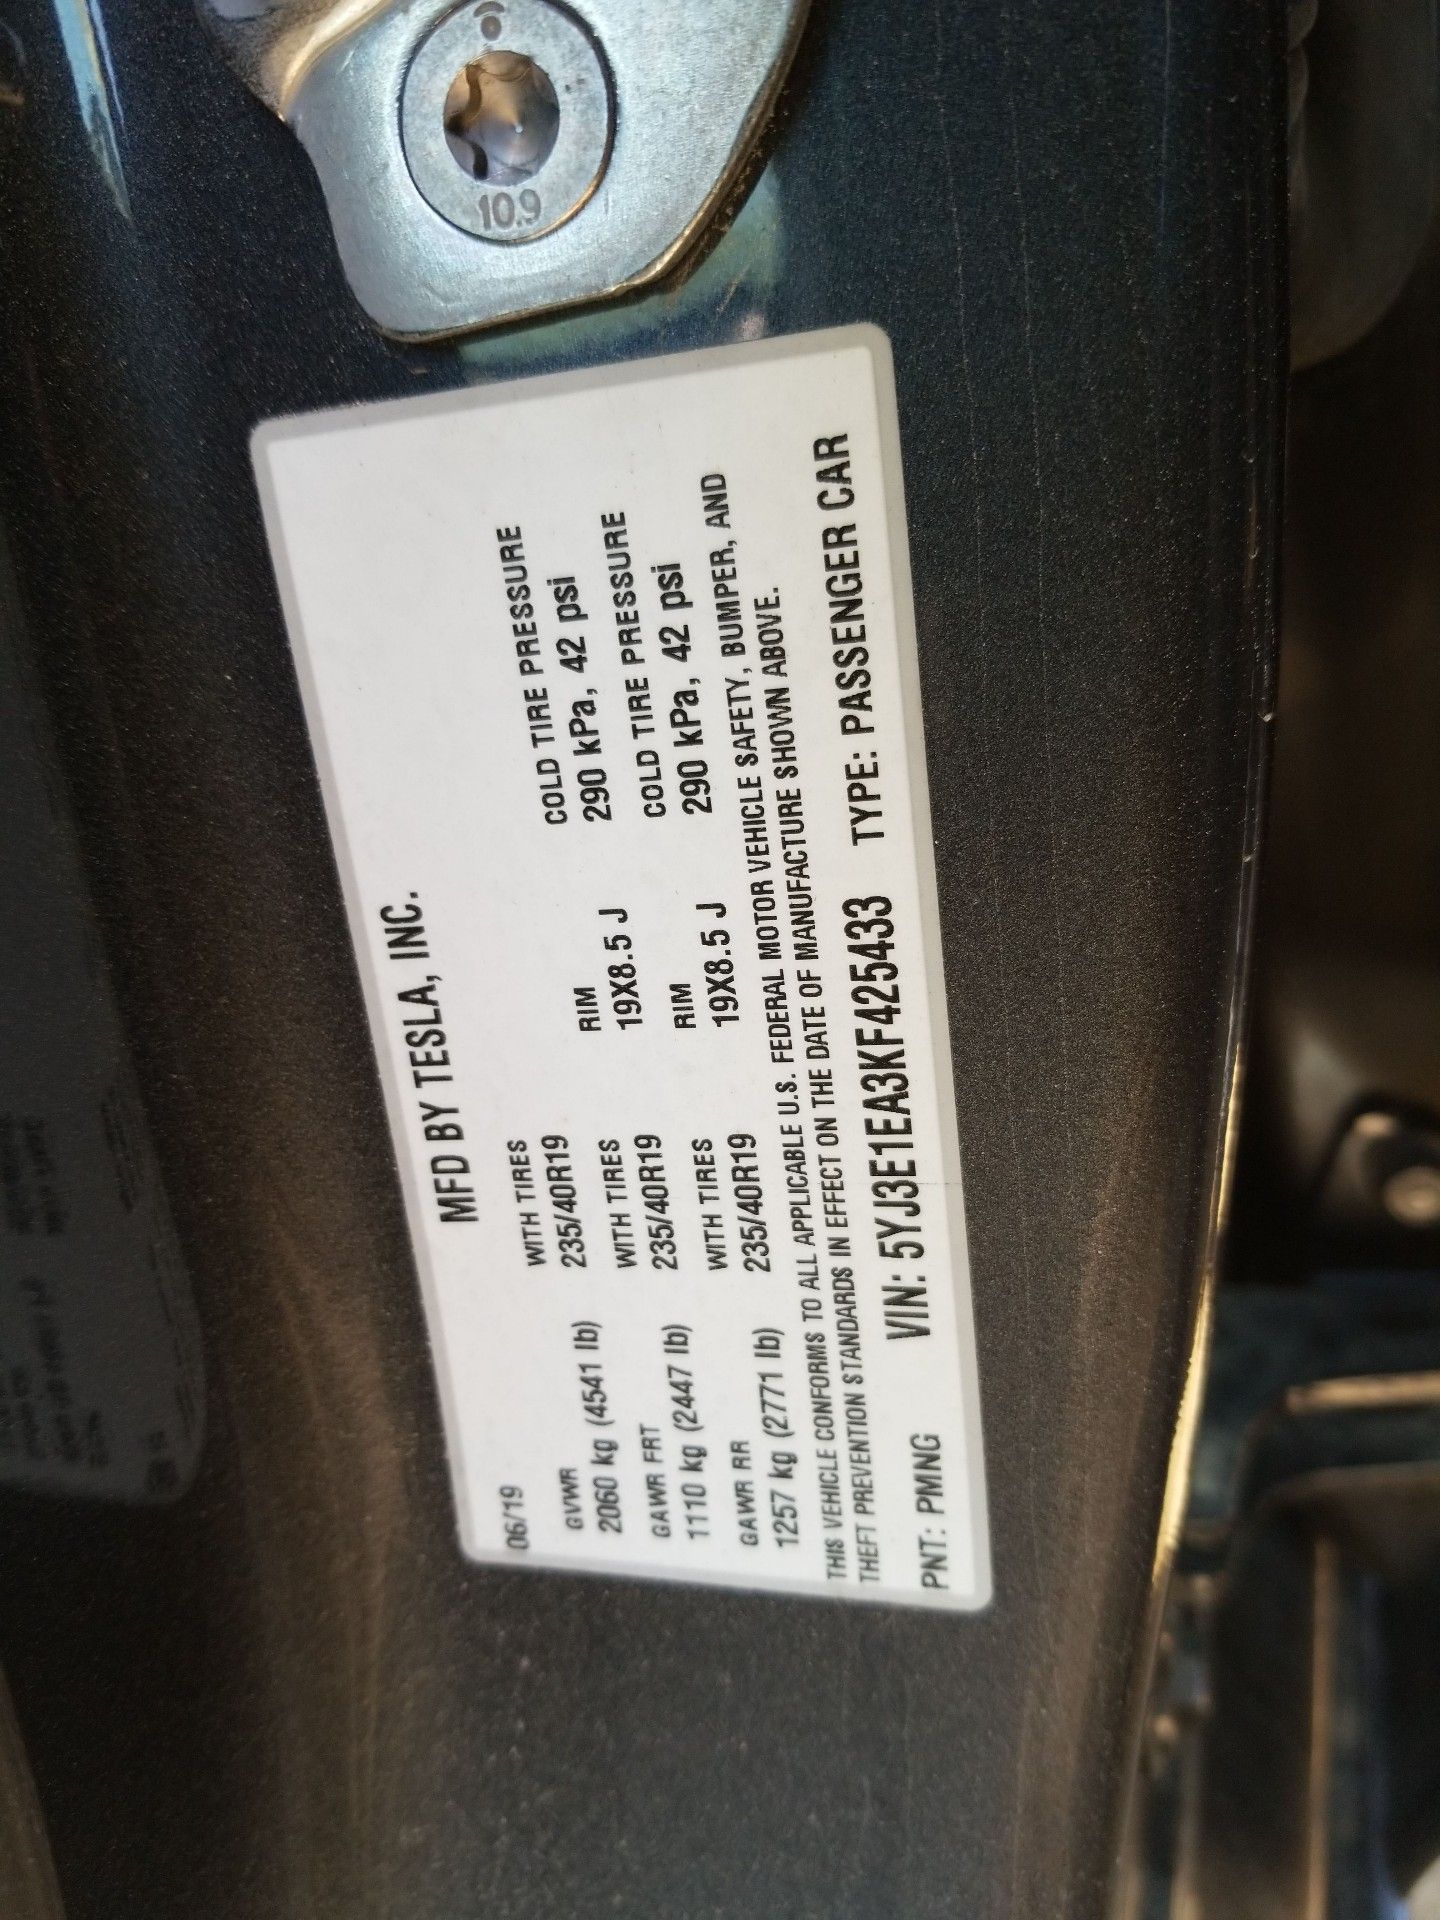 10.9
MFD BY TESLA, INC.
06/19
GVWR WITH TIRES RIM COLD TIRE PRESSURE
2060 kg (4541 lb) 235/40R19 19X8.5 J 290 kPa, 42 psi
GAWR FRT WITH TIRES RIM COLD TIRE PRESSURE
1110 kg (2447 lb) 235/40R19 19X8.5 J 290 kPa, 42 psi
GAWR RR WITH TIRES
1257 kg (2771 lb) 235/40R19
THIS VEHICLE CONFORMS TO ALL APPLICABLE U.S. FEDERAL MOTOR VEHICLE SAFETY, BUMPER, AND
THEFT PREVENTION STANDARDS IN EFFECT ON THE DATE OF MANUFACTURE SHOWN ABOVE.
PNT: PMNG VIN: 5YJ3E1EA3KF425433 TYPE: PASSENGER CAR